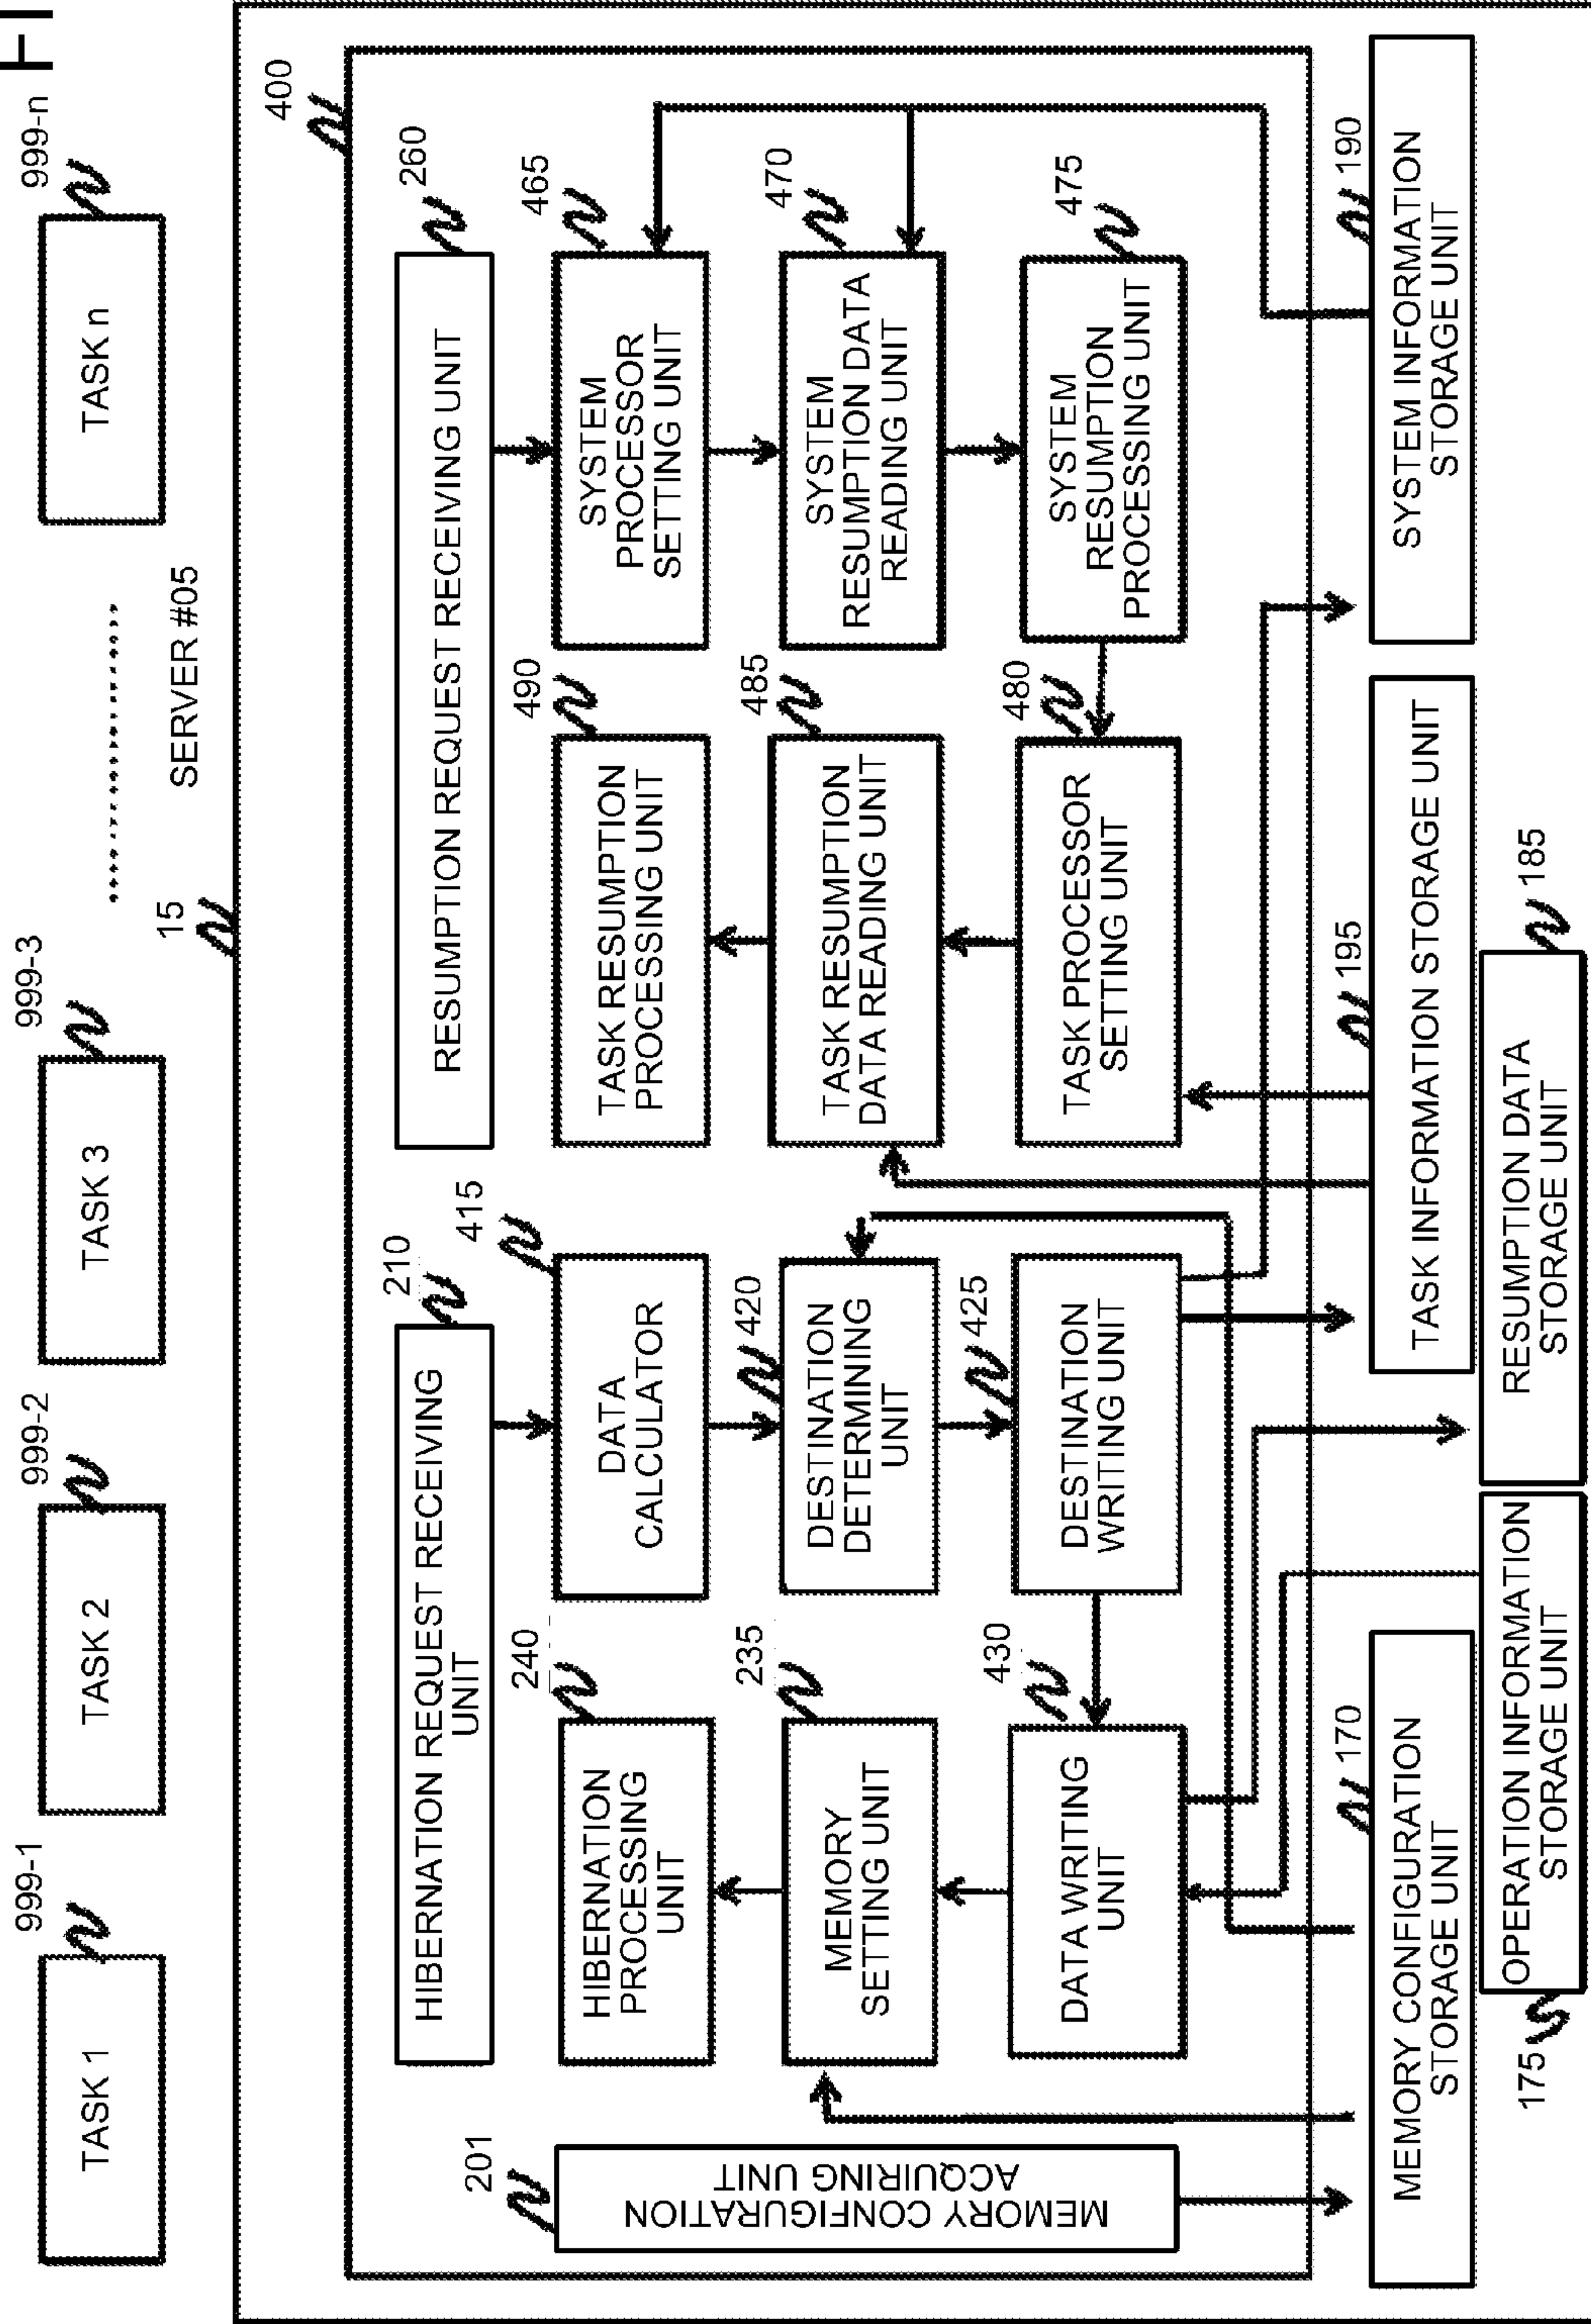 FI
999-1
999-2
999-3
999-n
TASK 1
TASK 2
TASK 3
TASK n
15
SERVER #05
400
210
260
HIBERNATION REQUEST RECEIVING
UNIT
RESUMPTION REQUEST RECEIVING UNIT
201
MEMORY CONFIGURATION
ACQUIRING UNIT
240
HIBERNATION
PROCESSING
UNIT
415
DATA
CALCULATOR
490
TASK RESUMPTION
PROCESSING UNIT
465
SYSTEM
PROCESSOR
SETTING UNIT
235
MEMORY
SETTING UNIT
420
DESTINATION
DETERMINING
UNIT
485
TASK RESUMPTION
DATA READING UNIT
470
SYSTEM
RESUMPTION DATA
READING UNIT
430
DATA WRITING
UNIT
425
DESTINATION
WRITING UNIT
480
TASK PROCESSOR
SETTING UNIT
475
SYSTEM
RESUMPTION
PROCESSING UNIT
170
MEMORY CONFIGURATION
STORAGE UNIT
195
TASK INFORMATION STORAGE UNIT
190
SYSTEM INFORMATION
STORAGE UNIT
175
OPERATION INFORMATION
STORAGE UNIT
RESUMPTION DATA
STORAGE UNIT
185